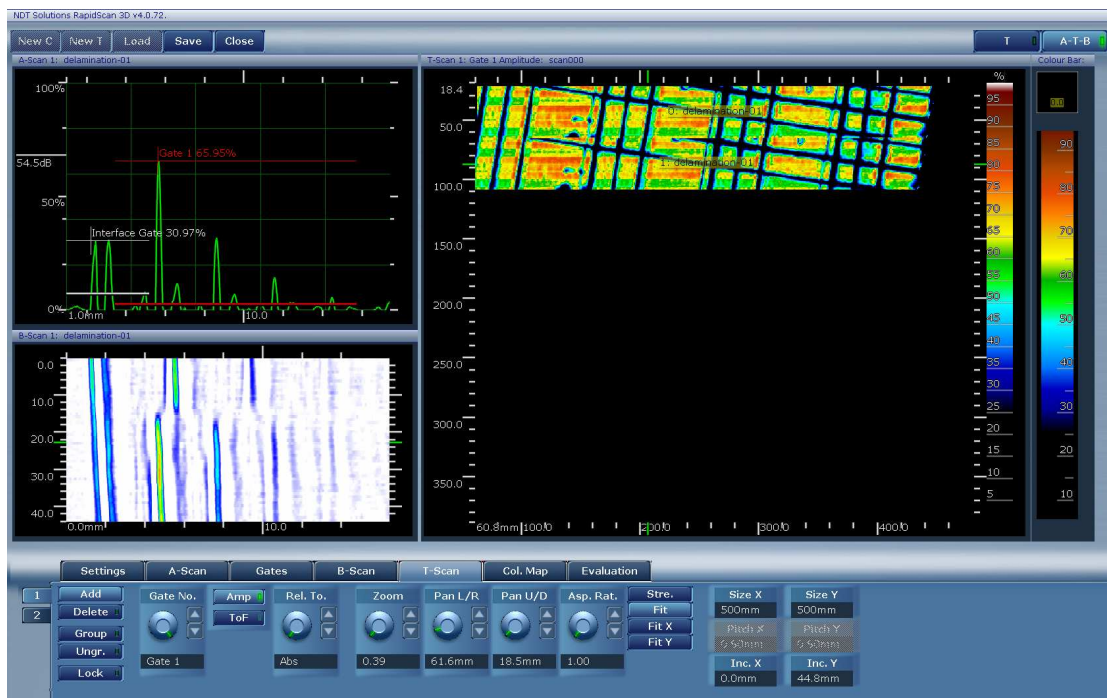 NDT Solutions RapidScan 3D v4.0.72.
New C New T Load Save Close T A-T-B
A-Scan 1: delamination-01
100%
54.5dB
50%
0%
Gate 1 65.95%
Interface Gate 30.97%
1.0mm 10.0
B-Scan 1: delamination-01
0.0
10.0
20.0
30.0
40.0
0.0mm 10.0
T-Scan 1: Gate 1 Amplitude: scan000
18.4
50.0
100.0
150.0
200.0
250.0
300.0
350.0
0: delamination-01
1: delamination-01
60.8mm 100.0 200.0 300.0 400.0
%
95
90
85
80
75
70
65
60
55
50
45
40
35
30
25
20
15
10
5
Colour Bar:
0.0
90
80
70
60
50
40
30
20
10
Settings A-Scan Gates B-Scan T-Scan Col. Map Evaluation
1
2
Add
Delete
Group
Ungr.
Lock
Gate No.
Gate 1
Amp
ToF
Rel. To.
Abs
Zoom
0.39
Pan L/R
61.6mm
Pan U/D
18.5mm
Asp. Rat.
1.00
Stre.
Fit
Fit X
Fit Y
Size X
500mm
Pitch X
Inc. X
0.0mm
Size Y
500mm
Pitch Y
Inc. Y
44.8mm